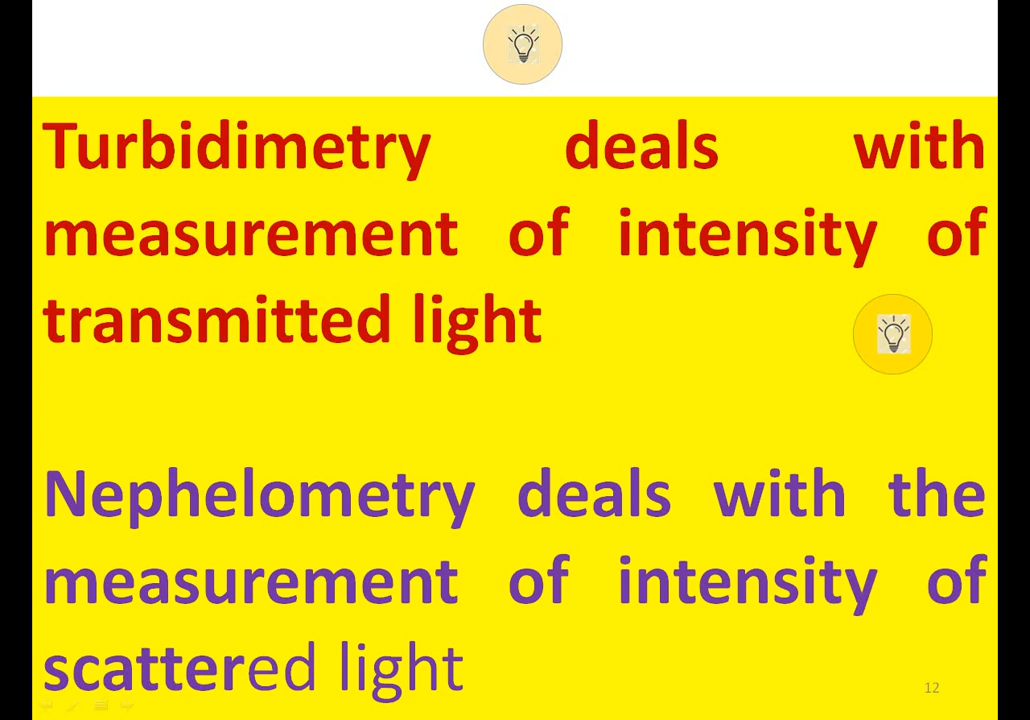 Turbidimetry deals with
measurement of intensity of
transmitted light
Nephelometry deals with the
measurement of intensity of
scattered light
12